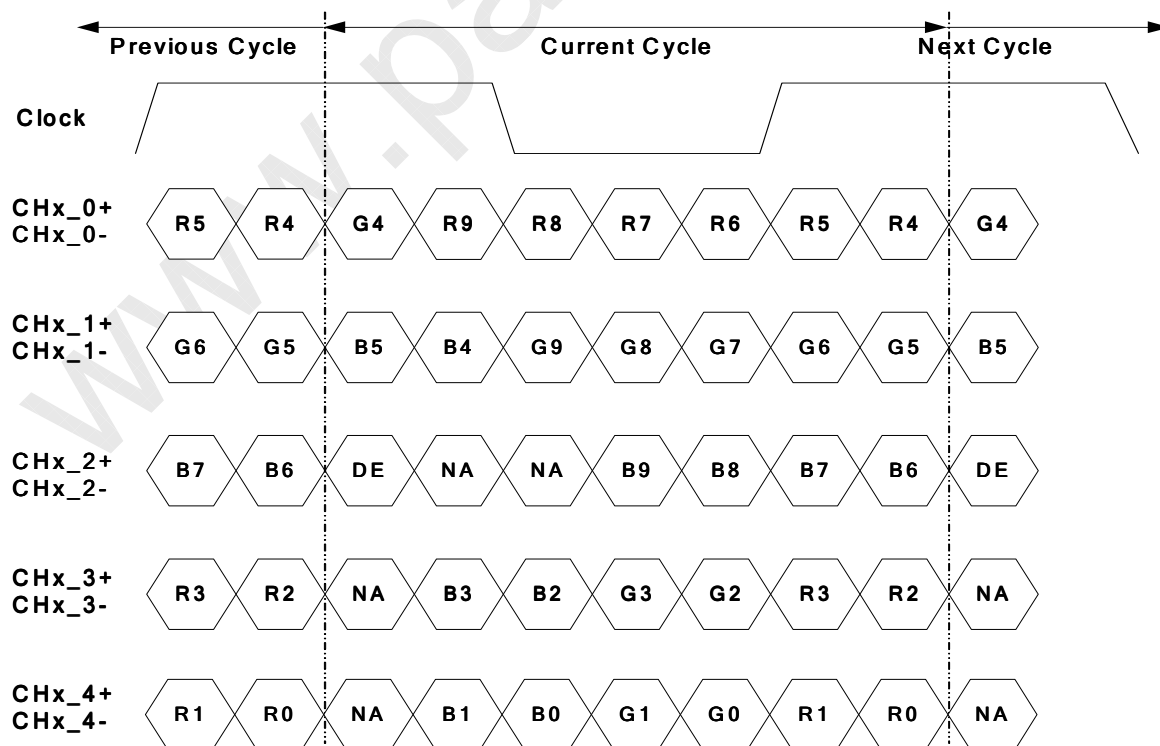 Previous Cycle Current Cycle Next Cycle
Clock
CHx_0+
CHx_0-
R5 R4 G4 R9 R8 R7 R6 R5 R4 G4
CHx_1+
CHx_1-
G6 G5 B5 B4 G9 G8 G7 G6 G5 B5
CHx_2+
CHx_2-
B7 B6 DE NA NA B9 B8 B7 B6 DE
CHx_3+
CHx_3-
R3 R2 NA B3 B2 G3 G2 R3 R2 NA
CHx_4+
CHx_4-
R1 R0 NA B1 B0 G1 G0 R1 R0 NA
www.pa